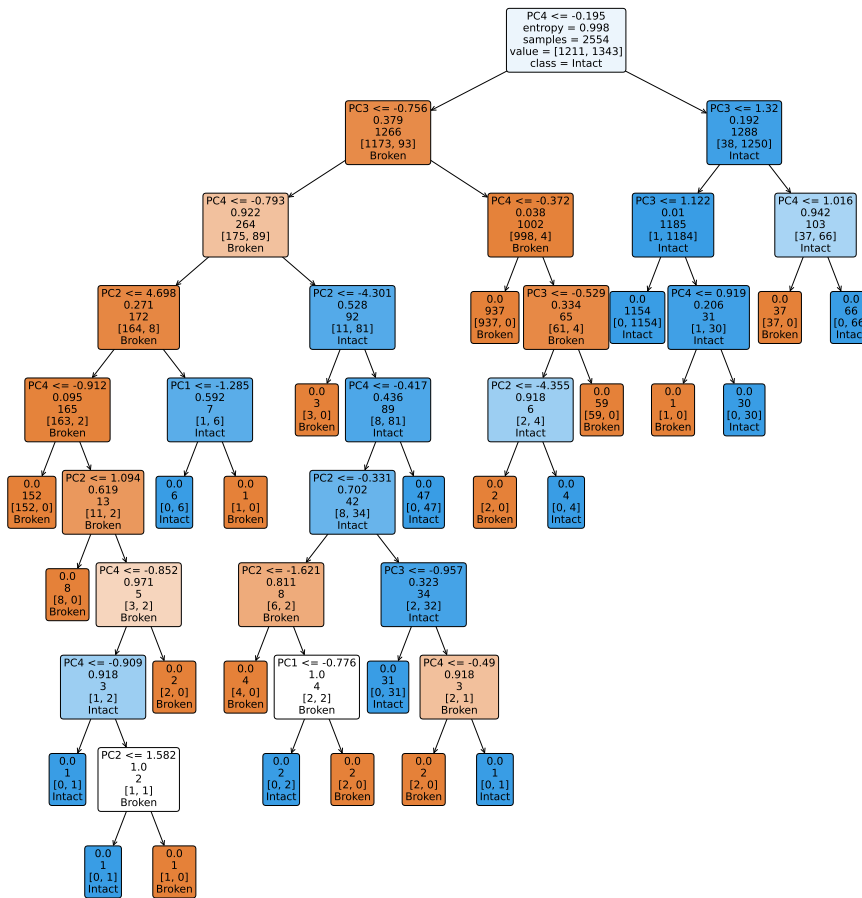 PC4 <= -0.195
entropy = 0.998
samples = 2554
value = [1211, 1343]
class = Intact
PC3 <= -0.756
0.379
1266
[1173, 93]
Broken
PC3 <= 1.32
0.192
1288
[38, 1250]
Intact
PC4 <= -0.793
0.922
264
[175, 89]
Broken
PC4 <= -0.372
0.038
1002
[998, 4]
Broken
PC3 <= 1.122
0.01
1185
[1, 1184]
Intact
PC4 <= 1.016
0.942
103
[37, 66]
Intact
PC2 <= 4.698
0.271
172
[164, 8]
Broken
PC2 <= -4.301
0.528
92
[11, 81]
Intact
0.0
937
[937, 0]
Broken
PC3 <= -0.529
0.334
65
[61, 4]
Broken
0.0
1154
[0, 1154]
Intact
PC4 <= 0.919
0.206
31
[1, 30]
Intact
0.0
37
[37, 0]
Broken
0.0
66
[0, 66
Intact
PC4 <= -0.912
0.095
165
[163, 2]
Broken
PC1 <= -1.285
0.592
7
[1, 6]
Intact
0.0
3
[3, 0]
Broken
PC4 <= -0.417
0.436
89
[8, 81]
Intact
PC2 <= -4.355
0.918
6
[2, 4]
Intact
0.0
59
[59, 0]
Broken
0.0
1
[1, 0]
Broken
0.0
30
[0, 30]
Intact
0.0
152
[152, 0]
Broken
PC2 <= 1.094
0.619
13
[11, 2]
Broken
0.0
6
[0, 6]
Intact
0.0
1
[1, 0]
Broken
PC2 <= -0.331
0.702
42
[8, 34]
Intact
0.0
47
[0, 47]
Intact
0.0
2
[2, 0]
Broken
0.0
4
[0, 4]
Intact
0.0
8
[8, 0]
Broken
PC4 <= -0.852
0.971
5
[3, 2]
Broken
PC2 <= -1.621
0.811
8
[6, 2]
Broken
PC3 <= -0.957
0.323
34
[2, 32]
Intact
PC4 <= -0.909
0.918
3
[1, 2]
Intact
0.0
2
[2, 0]
Broken
0.0
4
[4, 0]
Broken
PC1 <= -0.776
1.0
4
[2, 2]
Broken
0.0
31
[0, 31]
Intact
PC4 <= -0.49
0.918
3
[2, 1]
Broken
0.0
1
[0, 1]
Intact
PC2 <= 1.582
1.0
2
[1, 1]
Broken
0.0
2
[0, 2]
Intact
0.0
2
[2, 0]
Broken
0.0
2
[2, 0]
Broken
0.0
1
[0, 1]
Intact
0.0
1
[0, 1]
Intact
0.0
1
[1, 0]
Broken